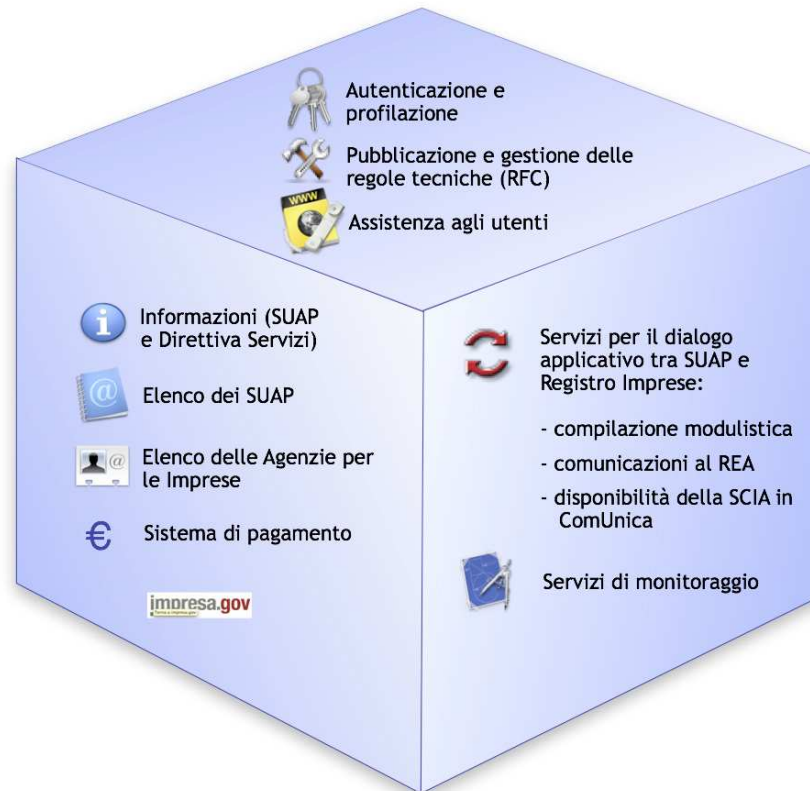 Autenticazione e
profilazione
Pubblicazione e gestione delle
regole tecniche (RFC)
WWW
Assistenza agli utenti
Informazioni (SUAP
e Direttiva Servizi)
Elenco dei SUAP
Elenco delle Agenzie per
le Imprese
Sistema di pagamento
impresa.gov
Servizi per il dialogo
applicativo tra SUAP e
Registro Imprese:
- compilazione modulistica
- comunicazioni al REA
- disponibilità della SCIA in
ComUnica
Servizi di monitoraggio